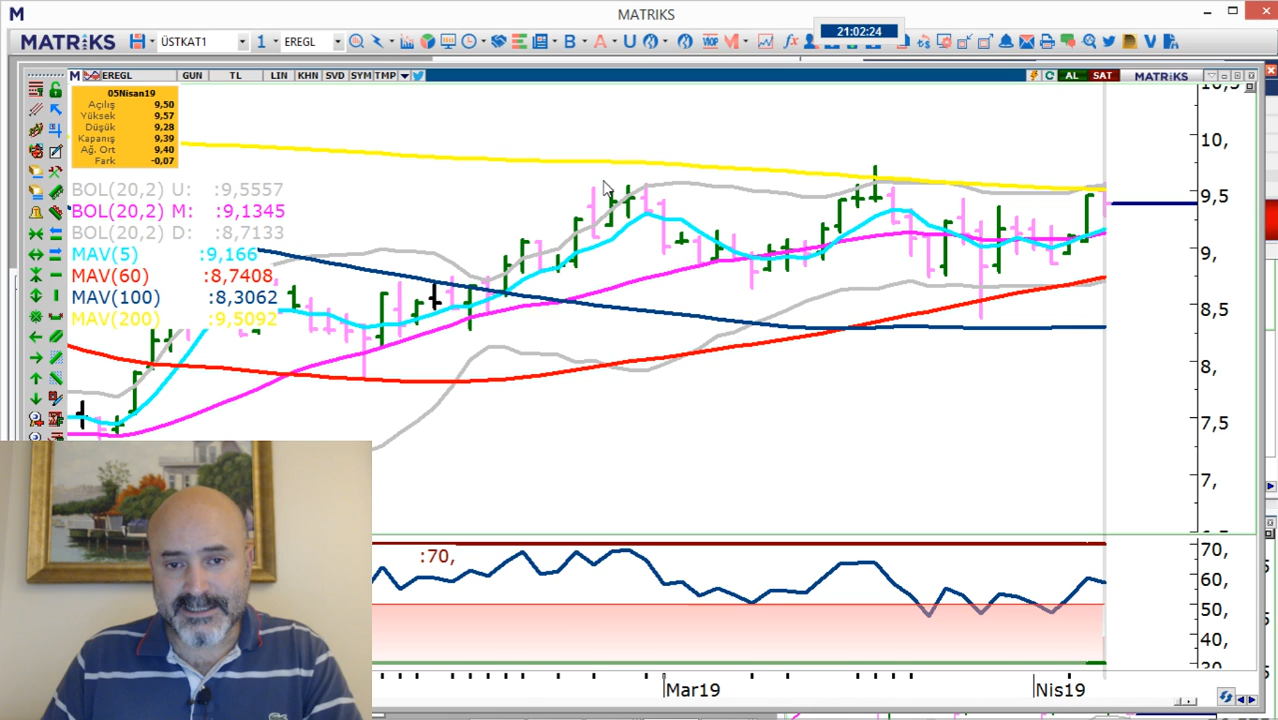 MATRIKS
MATRIKS ÜSTKAT1 1 EREGL B A U fx 21:02:24 V
M EREGL GUN TL LIN KHN SVD SYM TMP AL SAT MATRIKS
05Nisan19
Açılış 9,50
Yüksek 9,57
Düşük 9,28
Kapanış 9,39
Ağ. Ort 9,40
Fark -0,07
BOL(20,2) U: :9,5557
BOL(20,2) M: :9,1345
BOL(20,2) D: :8,7133
MAV(5) :9,166
MAV(60) :8,7408
MAV(100) :8,3062
MAV(200) :9,5092
10,5
10,
9,5
9,
8,5
8,
7,5
7,
:70,
70,
60,
50,
40,
30,
Mar19 Nis19